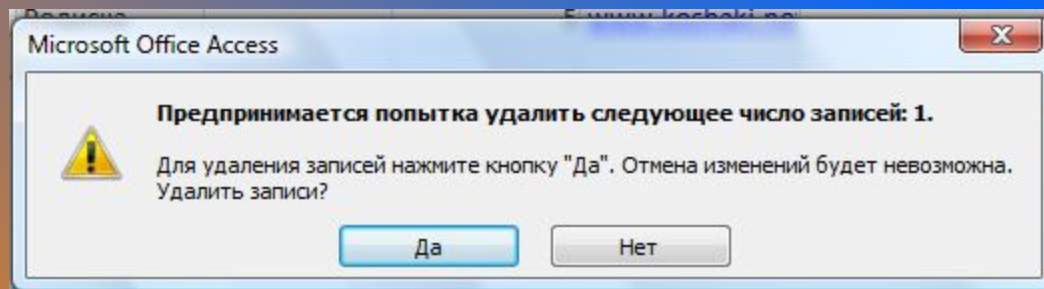 Microsoft Office Access
Предпринимается попытка удалить следующее число записей: 1.
Для удаления записей нажмите кнопку "Да". Отмена изменений будет невозможна.
Удалить записи?
Да
Нет